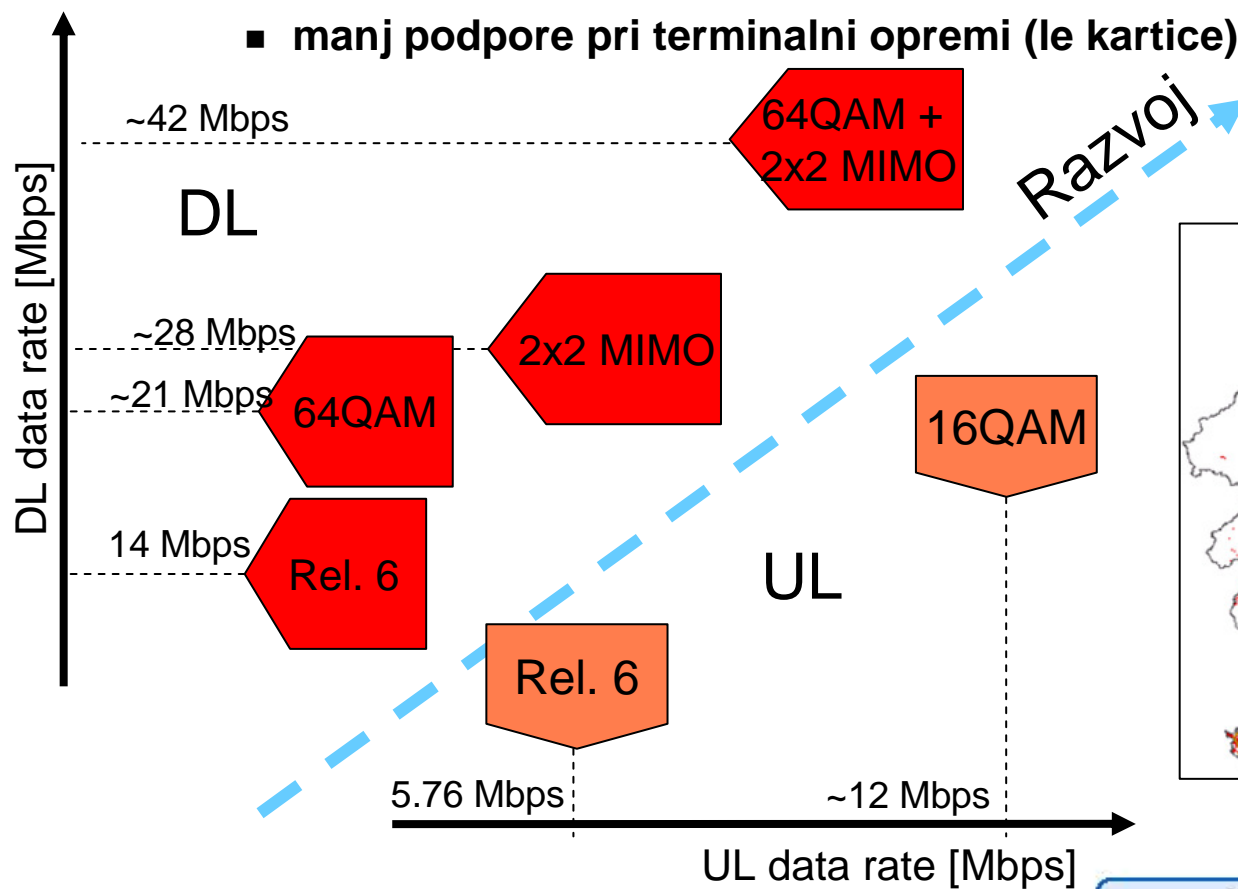 ■ manj podpore pri terminalni opremi (le kartice)
~42 Mbps
64QAM +
2x2 MIMO
Razvoj
DL
DL data rate [Mbps]
~28 Mbps
2x2 MIMO
~21 Mbps
64QAM
16QAM
14 Mbps
Rel. 6
UL
Rel. 6
5.76 Mbps
~12 Mbps
UL data rate [Mbps]